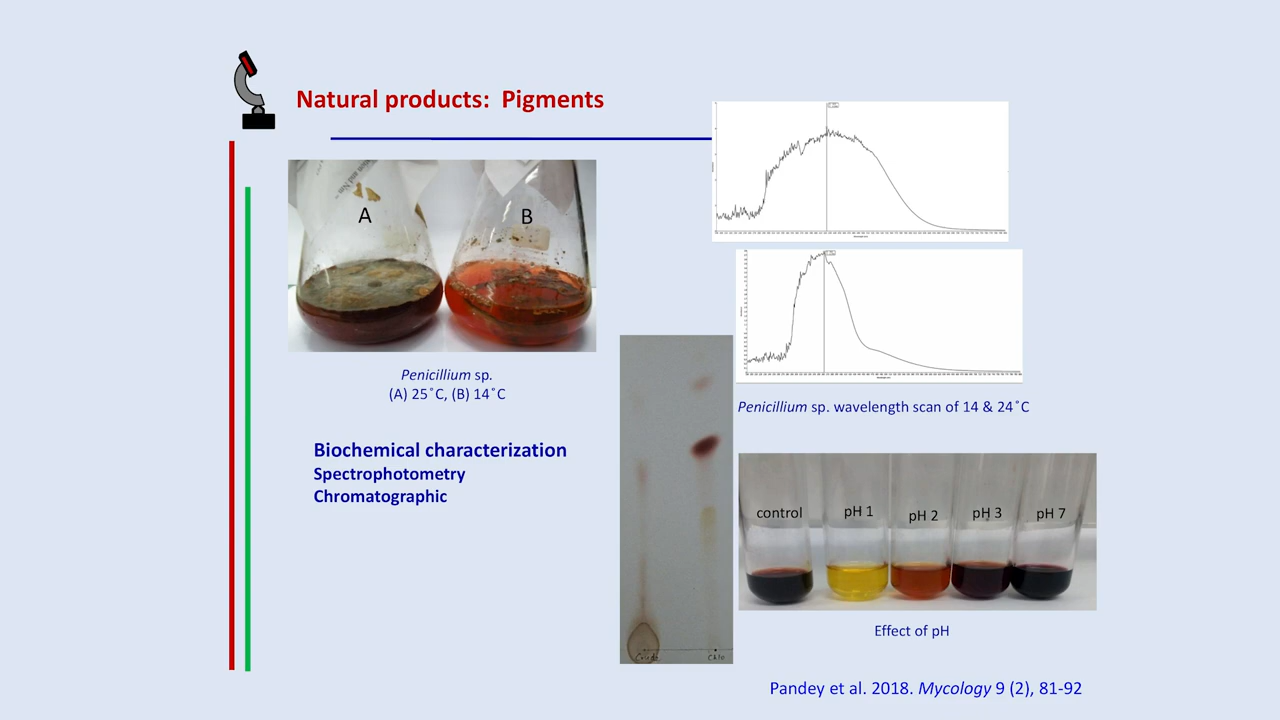 Natural products:  Pigments
A
B
Penicillium sp.
(A) 25˚C, (B) 14˚C
Biochemical characterization
Spectrophotometry
Chromatographic
Penicillium sp. wavelength scan of 14 & 24˚C
control
pH 1
pH 2
pH 3
pH 7
Effect of pH
Pandey et al. 2018. Mycology 9 (2), 81-92